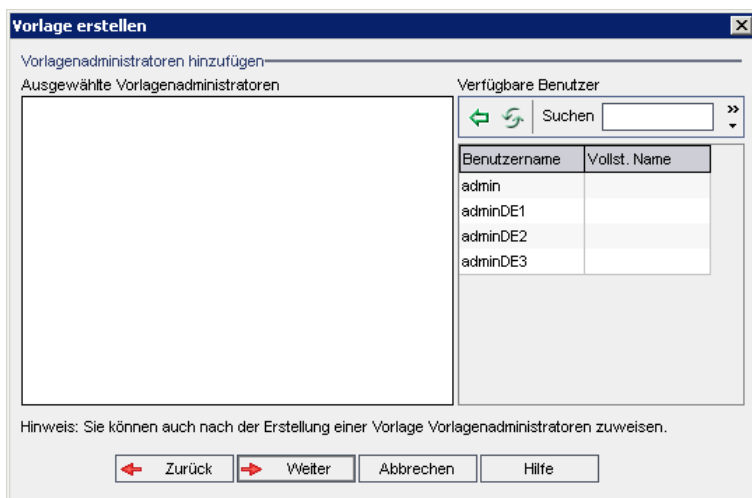 Vorlage erstellen
Vorlagenadministratoren hinzufügen
Ausgewählte Vorlagenadministratoren
Verfügbare Benutzer
Suchen
Benutzername Vollst. Name
admin
adminDE1
adminDE2
adminDE3
Hinweis: Sie können auch nach der Erstellung einer Vorlage Vorlagenadministratoren zuweisen.
Zurück Weiter Abbrechen Hilfe